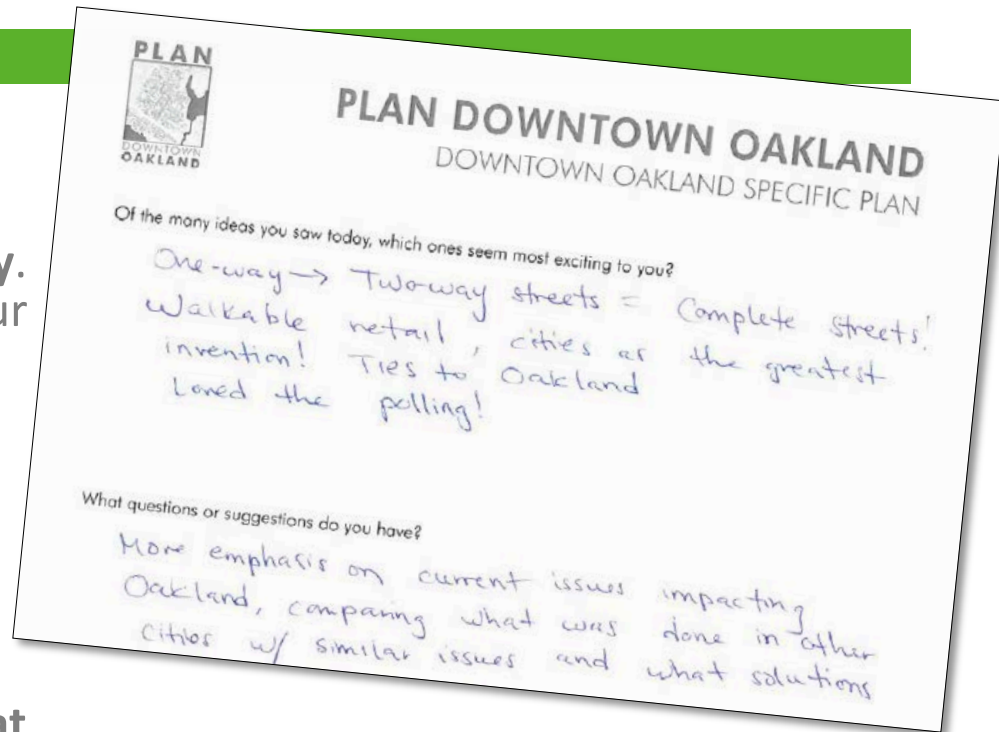 PLAN
DOWNTOWN
OAKLAND
PLAN DOWNTOWN OAKLAND
DOWNTOWN OAKLAND SPECIFIC PLAN
Of the many ideas you saw today, which ones seem most exciting to you?
One-way → Two-way streets = Complete streets!
Walkable retail, cities as the greatest
invention! Ties to Oakland
Loved the polling!
What questions or suggestions do you have?
More emphasis on current issues impacting
Oakland, comparing what was done in other
Cities w/ similar issues and what solutions